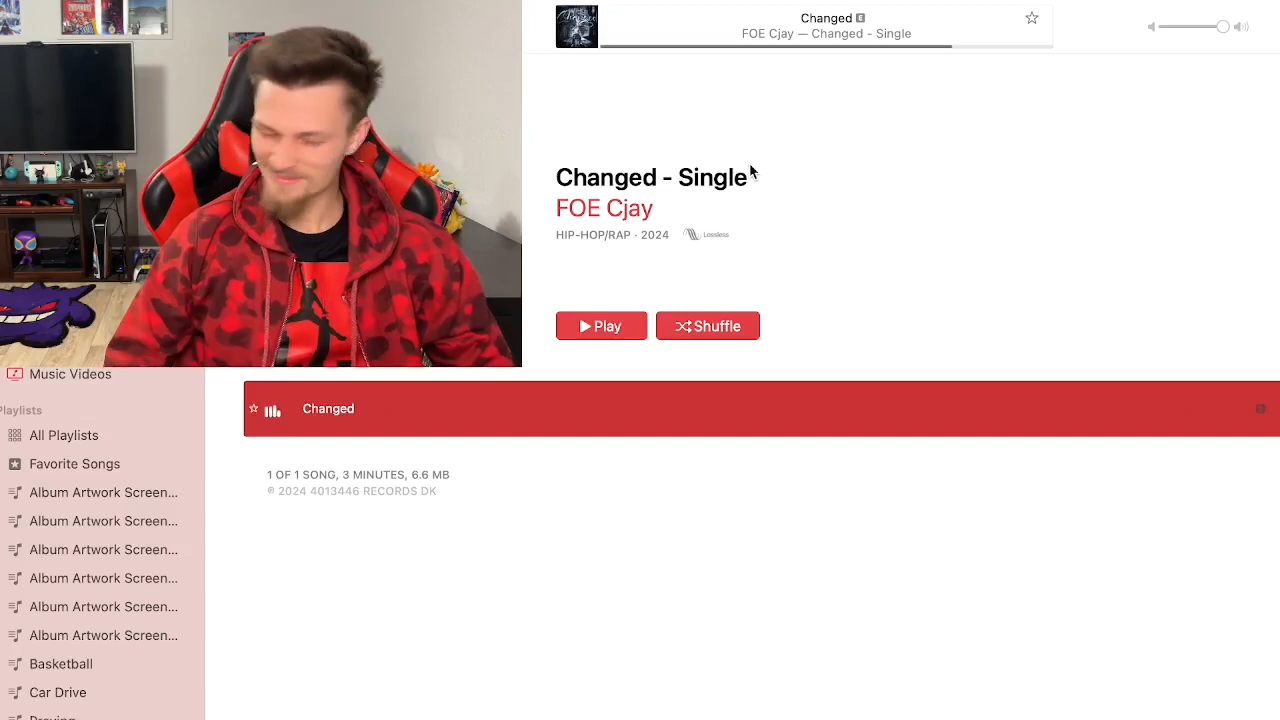 Changed E
FOE Cjay — Changed - Single
Changed - Single
FOE Cjay
HIP-HOP/RAP · 2024 Lossless
Play
Shuffle
Music Videos
Playlists
All Playlists
Favorite Songs
Album Artwork Screen...
Album Artwork Screen...
Album Artwork Screen...
Album Artwork Screen...
Album Artwork Screen...
Album Artwork Screen...
Basketball
Car Drive
Changed
1 OF 1 SONG, 3 MINUTES, 6.6 MB
℗ 2024 4013446 RECORDS DK